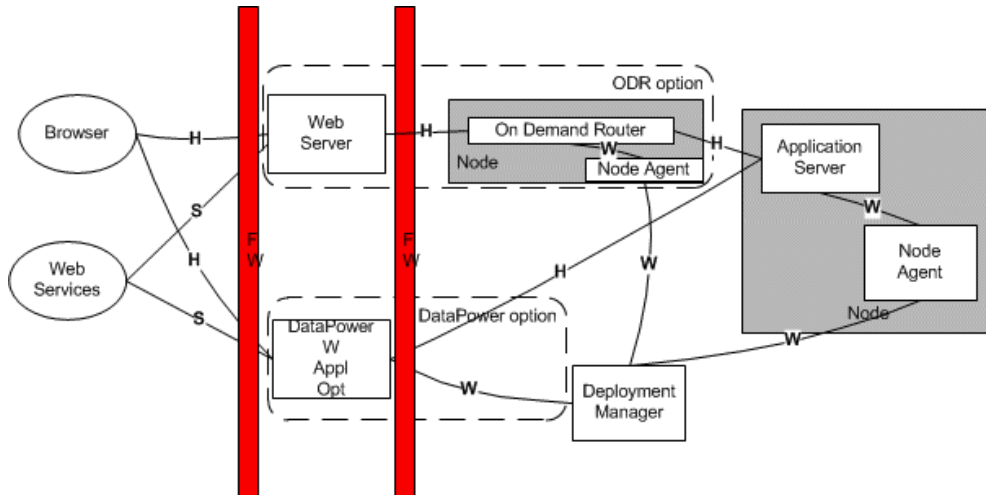 ODR option
Browser
H
Web
Server
H
On Demand Router
W
Node
Node Agent
H
Application
Server
W
S
F
W
F
W
H
W
H
Node
Agent
Web
Services
Node
S
DataPower option
DataPower
W
Appl
Opt
W
W
Deployment
Manager